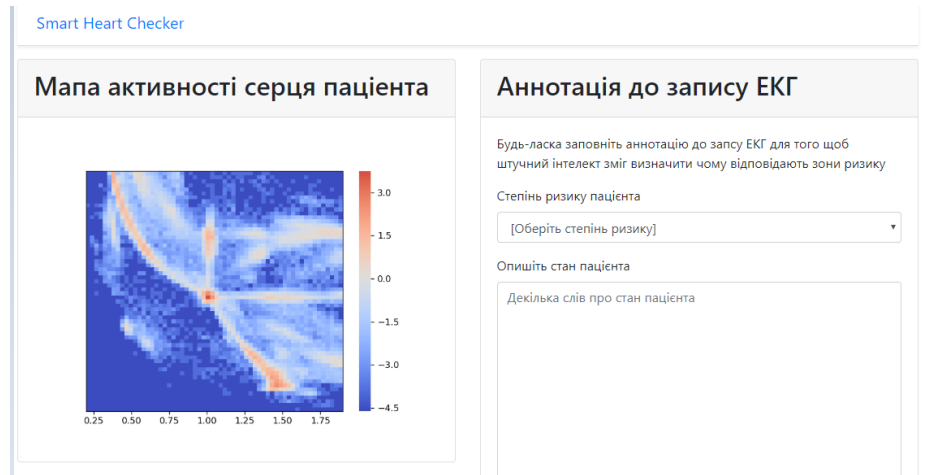 Smart Heart Checker
Мапа активності серця пацієнта
3.0
1.5
0.0
−1.5
−3.0
−4.5
0.25 0.50 0.75 1.00 1.25 1.50 1.75
Аннотація до запису ЕКГ
Будь-ласка заповніть аннотацію до запсу ЕКГ для того щоб
штучний інтелект зміг визначити чому відповідають зони ризику
Степінь ризику пацієнта
[Оберіть степінь ризику]
Опишіть стан пацієнта
Декілька слів про стан пацієнта